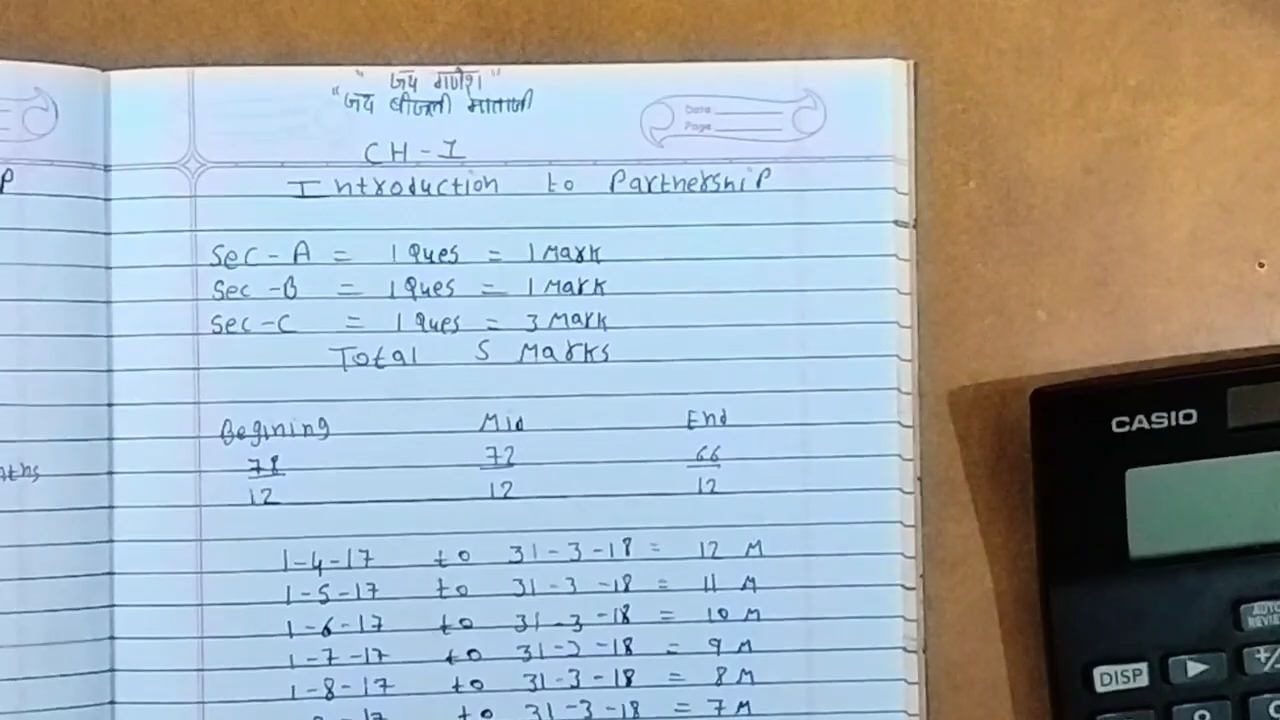 " जय गणेश "
" जय बीजली माताजी
Data
Page
CH - I
P
Introduction to Partnership
Sec - A = 1 Ques = 1 Mark
Sec - B = 1 Ques = 1 Mark
Sec - C = 1 Ques = 3 Mark
Total 5 Marks
Begining Mid End
78 72 66
12 12 12
CASIO
1-4-17 to 31-3-18 = 12 M
1-5-17 to 31-3-18 = 11 M
1-6-17 to 31-3-18 = 10 M
1-7-17 to 31-3-18 = 9 M
1-8-17 to 31-3-18 = 8 M
to 31-3-18 = 7 M
DISP